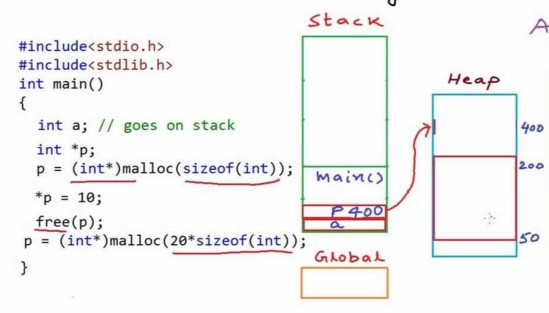 Stack
A
#include<stdio.h>
#include<stdlib.h>
int main()
{
int a; // goes on stack
int *p;
p = (int*)malloc(sizeof(int));
*p = 10;
free(p);
p = (int*)malloc(20*sizeof(int));
}
main()
P 400
a
Global
Heap
400
200
50